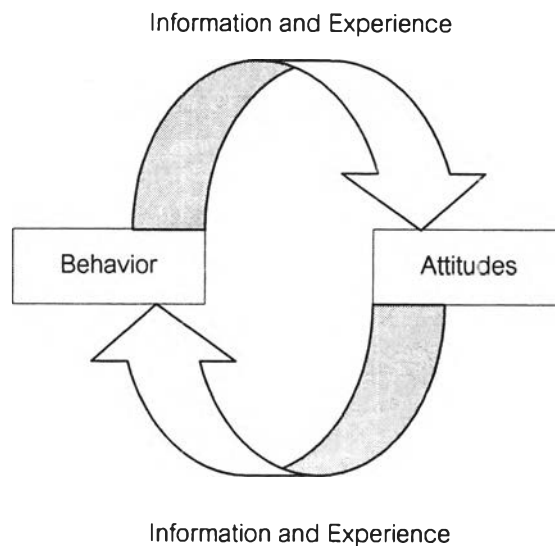 Information and Experience
Behavior
Attitudes
Information and Experience